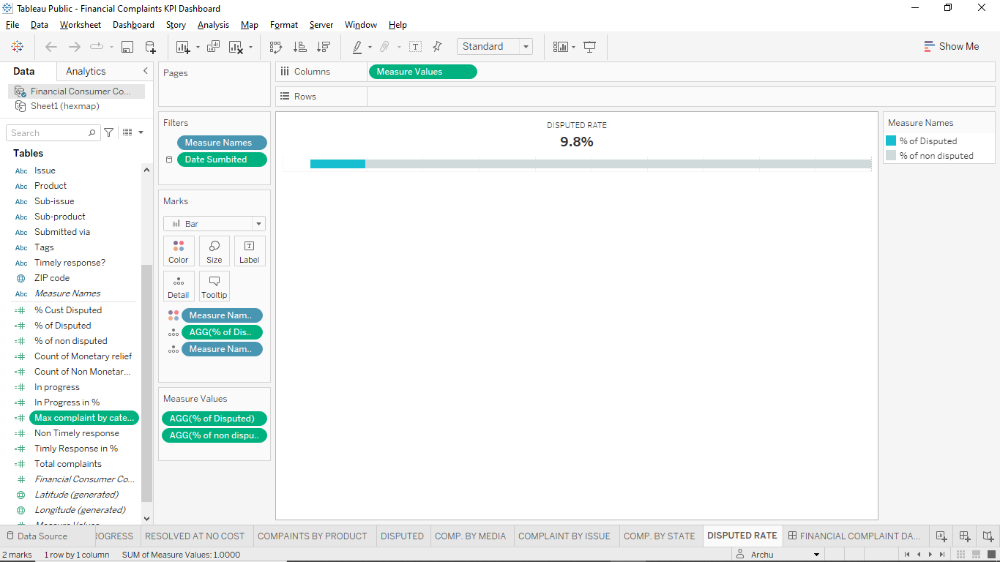 Tableau Public - Financial Complaints KPI Dashboard
File Data Worksheet Dashboard Story Analysis Map Format Server Window Help
Standard
Show Me
Data Analytics
Financial Consumer Co...
Sheet1 (hexmap)
Search
Tables
Abc Issue
Abc Product
Abc Sub-issue
Abc Sub-product
Abc Submitted via
Abc Tags
Abc Timely response?
ZIP code
Abc Measure Names
=# % Cust Disputed
=# % of Disputed
=# % of non disputed
=# Count of Monetary relief
=# Count of Non Monetar...
=# In progress
=# In Progress in %
=# Max complaint by cate...
=# Non Timely response
=# Timly Response in %
=# Total complaints
# Financial Consumer Co...
Latitude (generated)
Longitude (generated)
# Measure Values
Pages
Filters
Measure Names
Date Sumbited
Marks
Bar
Color Size Label
Detail Tooltip
Measure Nam..
AGG(% of Dis..
Measure Nam..
Measure Values
AGG(% of Disputed)
AGG(% of non dispu..
Columns Measure Values
Rows
DISPUTED RATE
9.8%
Measure Names
% of Disputed
% of non disputed
Data Source ROGRESS RESOLVED AT NO COST COMPAINTS BY PRODUCT DISPUTED COMP. BY MEDIA COMPLAINT BY ISSUE COMP. BY STATE DISPUTED RATE FINANCIAL COMPLAINT DA...
2 marks 1 row by 1 column SUM of Measure Values: 1.0000 Archu